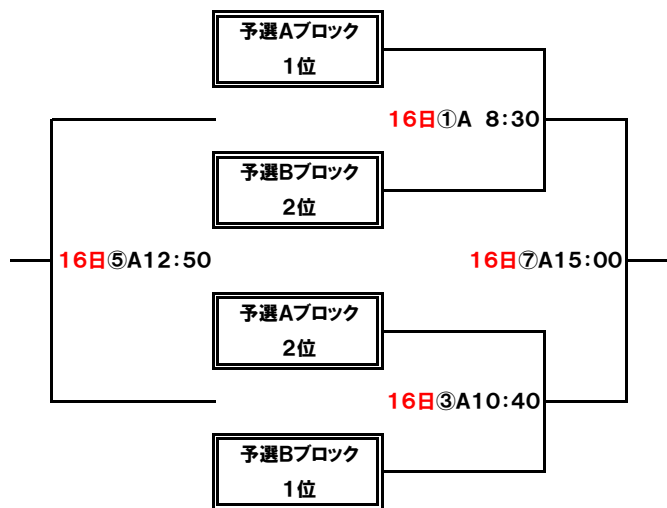 予選Aブロック
1位
16日①A 8:30
予選Bブロック
2位
16日⑤A12:50
16日⑦A15:00
予選Aブロック
2位
16日③A10:40
予選Bブロック
1位